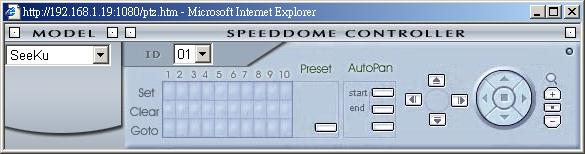 http://192.168.1.19:1080/ptz.htm - Microsoft Internet Explorer
MODEL SPEEDDOME CONTROLLER
SeeKu
ID 01
1 2 3 4 5 6 7 8 9 10 Preset AutoPan
Set start
Clear end
Goto
+
-